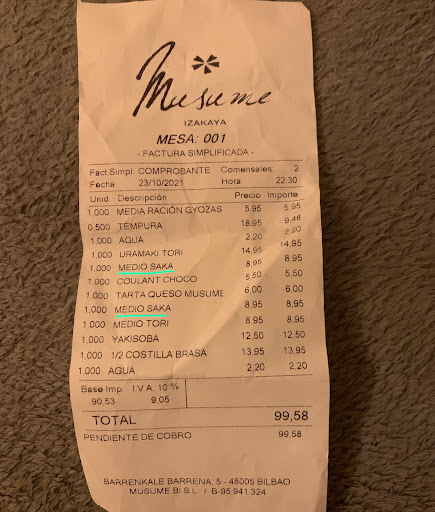 Musume
IZAKAYA
MESA: 001
- FACTURA SIMPLIFICADA -
Fact.Simpl. COMPROBANTE Comensales: 2
Fecha 23/10/2021 Hora 22:30
Unid Descripción Precio Importe
1,000 MEDIA RACIÓN GYOZAS 5,95 5,95
0,500 TEMPURA 18,95 9,48
1,000 AGUA 2,20 2,20
1,000 URAMAKI TORI 14,95 14,95
1,000 MEDIO SAKA 8,95 8,95
1,000 COULANT CHOCO 5,50 5,50
1,000 TARTA QUESO MUSUME 6,00 6,00
1,000 MEDIO SAKA 8,95 8,95
1,000 MEDIO TORI 8,95 8,95
1,000 YAKISOBA 12,50 12,50
1,000 1/2 COSTILLA BRASA 13,95 13,95
1,000 AGUA 2,20 2,20
Base Imp. I.V.A. 10 %
90,53 9,05
TOTAL 99,58
PENDIENTE DE COBRO 99,58
BARRENKALE BARRENA, 5 - 48005 BILBAO
MUSUME BI S.L. / B-95.941.324